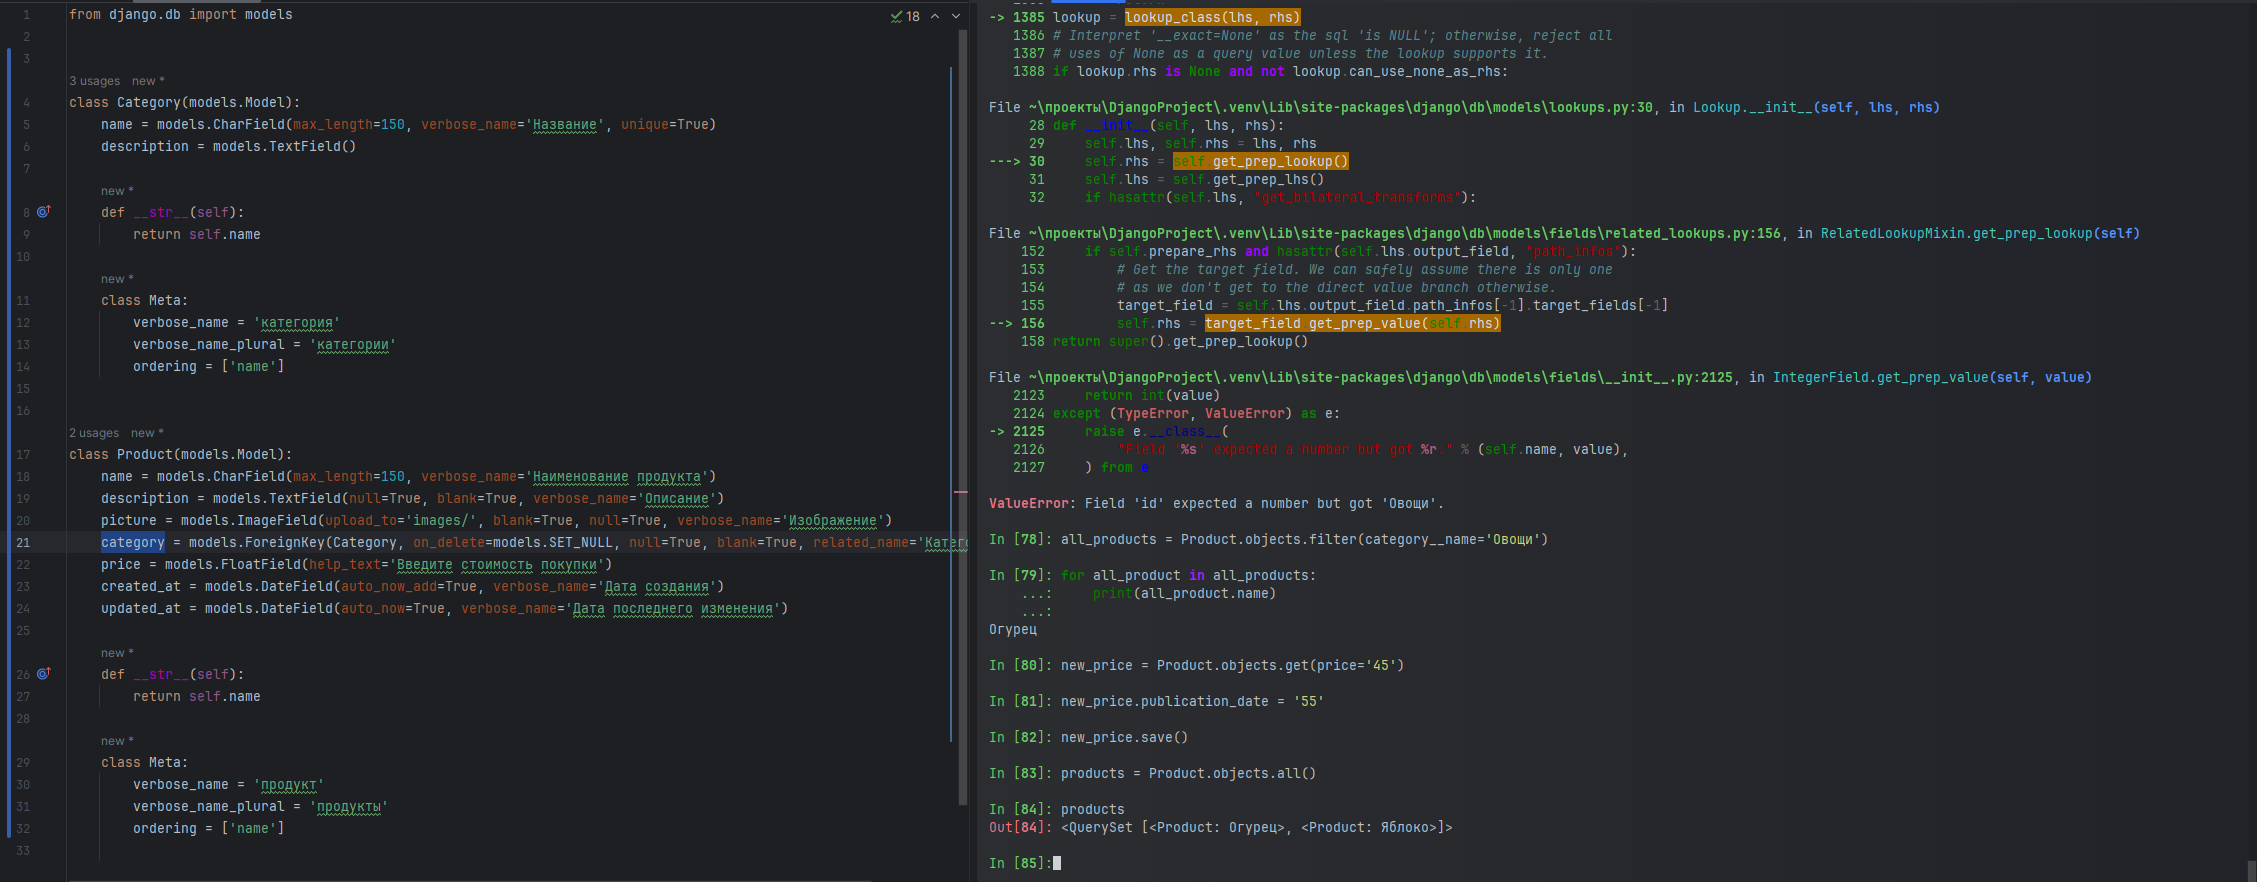 1 from django.db import models
18
2
3
3 usages new *
4 class Category(models.Model):
5 name = models.CharField(max_length=150, verbose_name='Название', unique=True)
6 description = models.TextField()
7
new *
8 def __str__(self):
9 return self.name
10
new *
11 class Meta:
12 verbose_name = 'категория'
13 verbose_name_plural = 'категории'
14 ordering = ['name']
15
16
2 usages new *
17 class Product(models.Model):
18 name = models.CharField(max_length=150, verbose_name='Наименование продукта')
19 description = models.TextField(null=True, blank=True, verbose_name='Описание')
20 picture = models.ImageField(upload_to='images/', blank=True, null=True, verbose_name='Изображение')
21 category = models.ForeignKey(Category, on_delete=models.SET_NULL, null=True, blank=True, related_name='Катег
22 price = models.FloatField(help_text='Введите стоимость покупки')
23 created_at = models.DateField(auto_now_add=True, verbose_name='Дата создания')
24 updated_at = models.DateField(auto_now=True, verbose_name='Дата последнего изменения')
25
new *
26 def __str__(self):
27 return self.name
28
new *
29 class Meta:
30 verbose_name = 'продукт'
31 verbose_name_plural = 'продукты'
32 ordering = ['name']
33
-> 1385 lookup = lookup_class(lhs, rhs)
1386 # Interpret '__exact=None' as the sql 'is NULL'; otherwise, reject all
1387 # uses of None as a query value unless the lookup supports it.
1388 if lookup.rhs is None and not lookup.can_use_none_as_rhs:
File ~\проекты\DjangoProject\.venv\Lib\site-packages\django\db\models\lookups.py:30, in Lookup.__init__(self, lhs, rhs)
28 def __init__(self, lhs, rhs):
29 self.lhs, self.rhs = lhs, rhs
---> 30 self.rhs = self.get_prep_lookup()
31 self.lhs = self.get_prep_lhs()
32 if hasattr(self.lhs, "get_bilateral_transforms"):
File ~\проекты\DjangoProject\.venv\Lib\site-packages\django\db\models\fields\related_lookups.py:156, in RelatedLookupMixin.get_prep_lookup(self)
152 if self.prepare_rhs and hasattr(self.lhs.output_field, "path_infos"):
153 # Get the target field. We can safely assume there is only one
154 # as we don't get to the direct value branch otherwise.
155 target_field = self.lhs.output_field.path_infos[-1].target_fields[-1]
--> 156 self.rhs = target_field.get_prep_value(self.rhs)
158 return super().get_prep_lookup()
File ~\проекты\DjangoProject\.venv\Lib\site-packages\django\db\models\fields\__init__.py:2125, in IntegerField.get_prep_value(self, value)
2123 return int(value)
2124 except (TypeError, ValueError) as e:
-> 2125 raise e.__class__(
2126 "Field '%s' expected a number but got %r." % (self.name, value),
2127 ) from e
ValueError: Field 'id' expected a number but got 'Овощи'.
In [78]: all_products = Product.objects.filter(category__name='Овощи')
In [79]: for all_product in all_products:
...: print(all_product.name)
...:
Огурец
In [80]: new_price = Product.objects.get(price='45')
In [81]: new_price.publication_date = '55'
In [82]: new_price.save()
In [83]: products = Product.objects.all()
In [84]: products
Out[84]: <QuerySet [<Product: Огурец>, <Product: Яблоко>]>
In [85]: